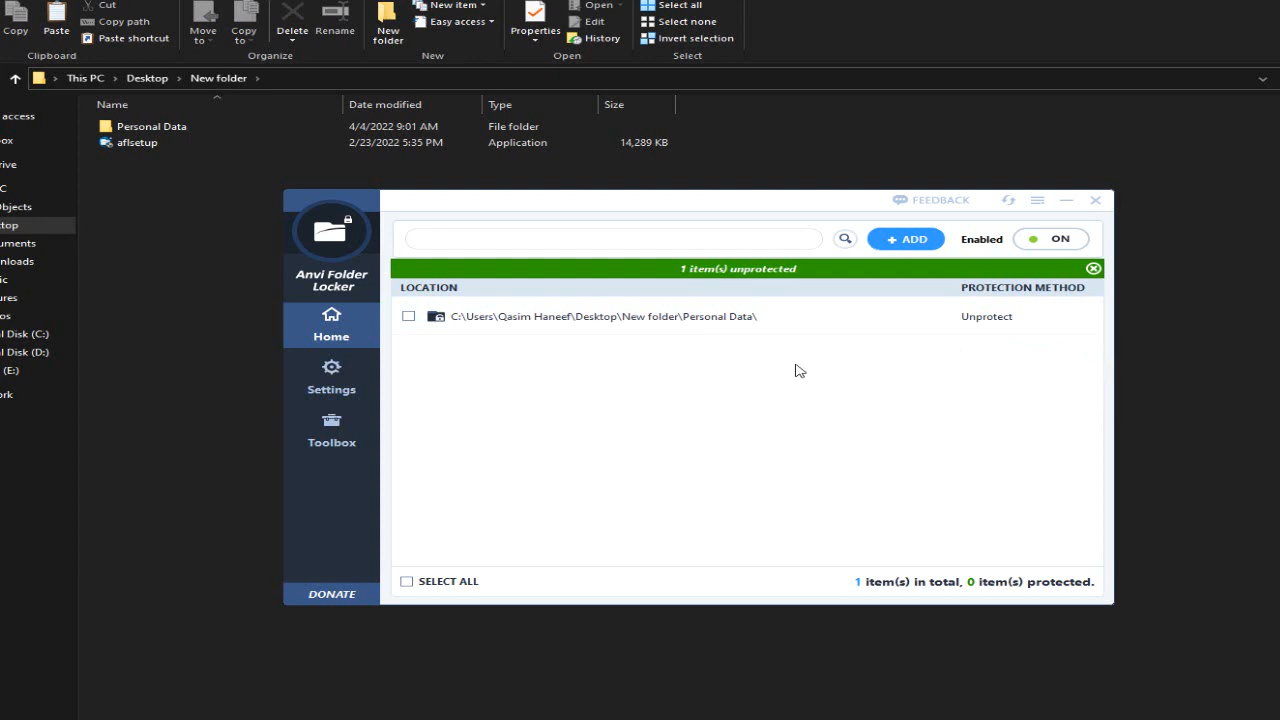 Cut
New item
Open
Select all
Copy path
Easy access
Edit
Select none
Copy
Paste
Paste shortcut
Move to
Copy to
Delete
Rename
New folder
Properties
History
Invert selection
Clipboard
Organize
New
Open
Select
This PC > Desktop > New folder >
Name
Date modified
Type
Size
access
Personal Data
4/4/2022 9:01 AM
File folder
aflsetup
2/23/2022 5:35 PM
Application
14,289 KB
ox
rive
C
Objects
top
uments
nloads
ic
ures
os
l Disk (C:)
l Disk (D:)
(E:)
ork
FEEDBACK
+ ADD
Enabled
ON
Anvi Folder
Locker
1 item(s) unprotected
LOCATION
PROTECTION METHOD
C:\Users\Qasim Haneef\Desktop\New folder\Personal Data\
Unprotect
Home
Settings
Toolbox
DONATE
SELECT ALL
1 item(s) in total, 0 item(s) protected.